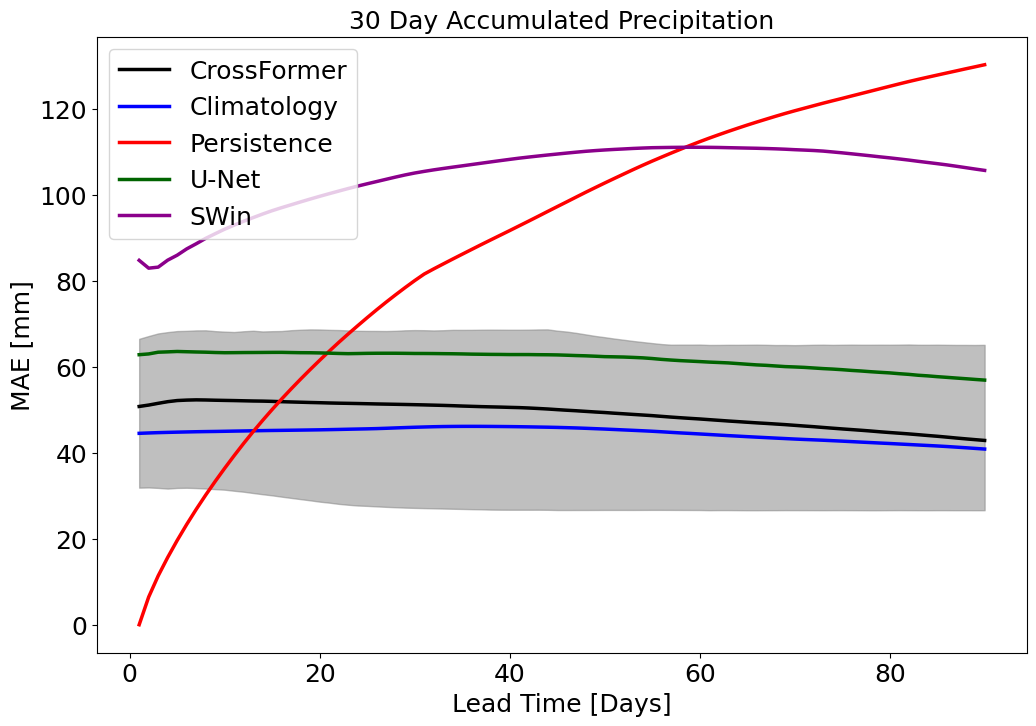 30 Day Accumulated Precipitation
CrossFormer
Climatology
Persistence
U-Net
SWin
MAE [mm]
120
100
80
60
40
20
0
0 20 40 60 80
Lead Time [Days]